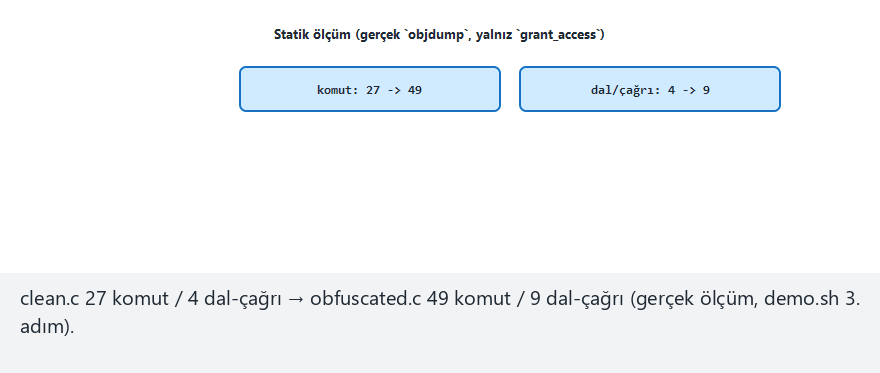 Statik ölçüm (gerçek `objdump`, yalnız `grant_access`)
komut: 27 -> 49
dal/çağrı: 4 -> 9
clean.c 27 komut / 4 dal-çağrı → obfuscated.c 49 komut / 9 dal-çağrı (gerçek ölçüm, demo.sh 3.
adım).